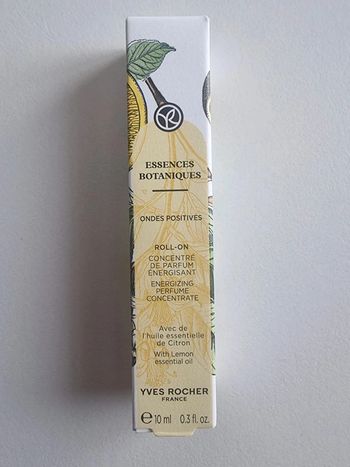 ESSENCES
BOTANIQUES
ONDES POSITIVES
ROLL-ON
CONCENTRÉ
DE PARFUM
ÉNERGISANT
ENERGIZING
PERFUME
CONCENTRATE
Avec de
l'huile essentielle
de Citron
With Lemon
essential oil
YVES ROCHER
FRANCE
℮ 10 ml 0.3 fl. oz.